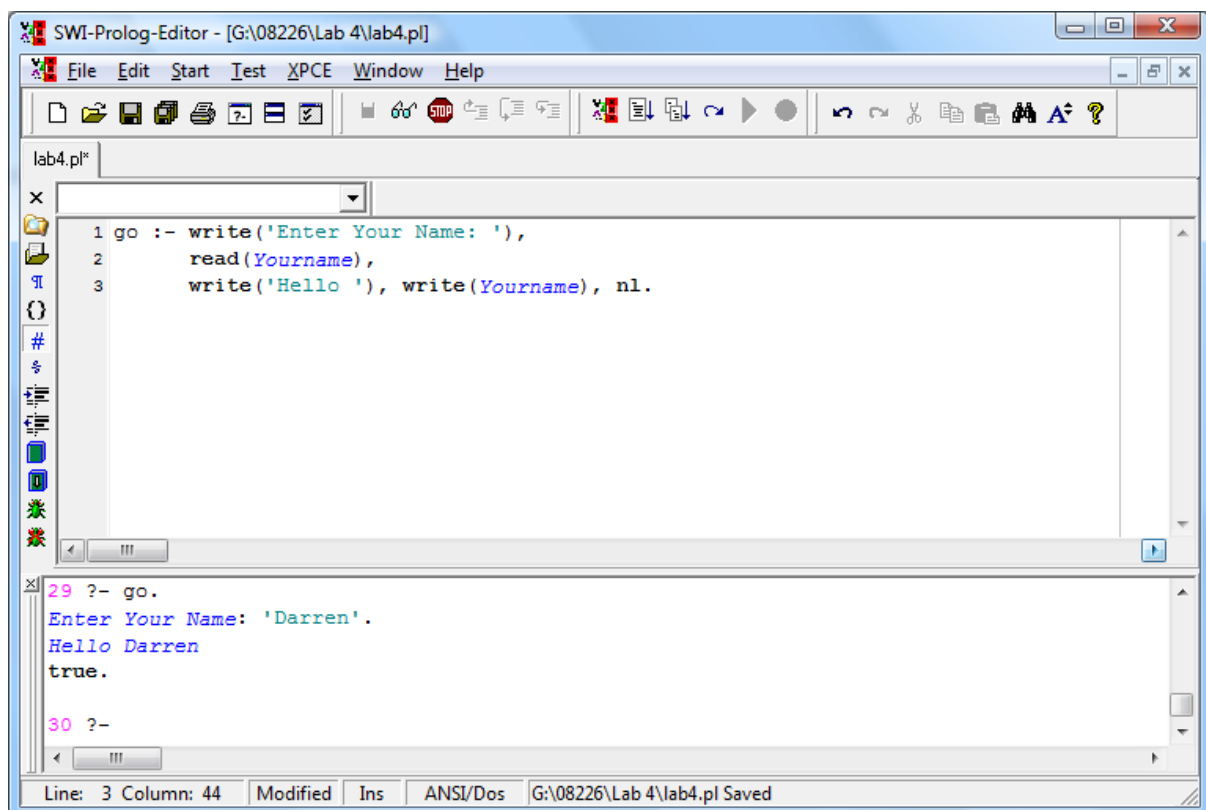 SWI-Prolog-Editor - [G:\08226\Lab 4\lab4.pl]
File Edit Start Test XPCE Window Help
STOP
lab4.pl*
1 go :- write('Enter Your Name: '),
2 read(Yourname),
3 write('Hello '), write(Yourname), nl.
29 ?- go.
Enter Your Name: 'Darren'.
Hello Darren
true.
30 ?-
Line: 3 Column: 44 Modified Ins ANSI/Dos G:\08226\Lab 4\lab4.pl Saved